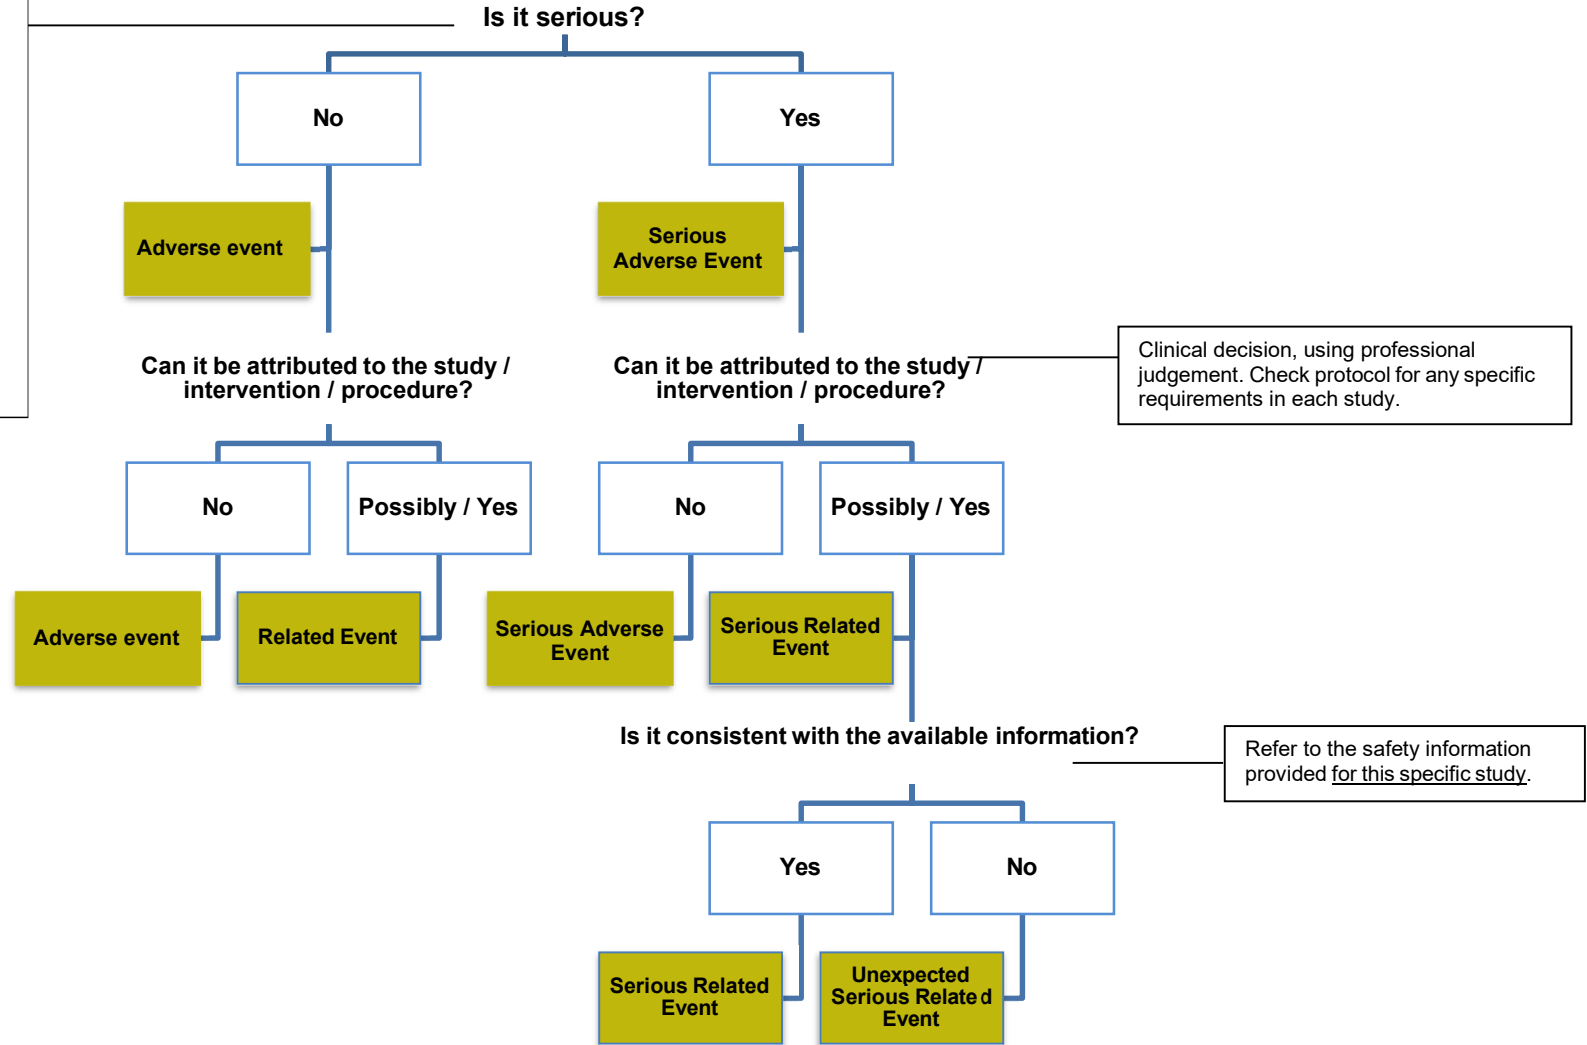 Is it serious?
No
Yes
Adverse event
Serious
Adverse Event
Can it be attributed to the study /
intervention / procedure?
Can it be attributed to the study /
intervention / procedure?
Clinical decision, using professional
judgement. Check protocol for any specific
requirements in each study.
No
Possibly / Yes
No
Possibly / Yes
Adverse event
Related Event
Serious Adverse
Event
Serious Related
Event
Is it consistent with the available information?
Refer to the safety information
provided for this specific study.
Yes
No
Serious Related
Event
Unexpected
Serious Related
Event